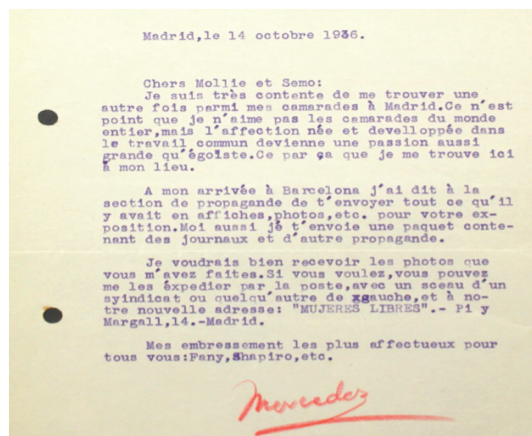 Madrid,le 14 octobre 1936.
Chers Mollie et Semo:
Je suis très contente de me trouver une
autre fois parmi mes camarades à Madrid.Ce n'est
point que je n'aime pas les camarades du monde
entier,mais l'affection née et develloppée dans
le travail commun devienne une passion aussi
grande qu'égoïste.Ce par ça que je me trouve ici
à mon lieu.
A mon arrivée à Barcelona j'ai dit à la
section de propagande de t'envoyer tout ce qu'il
y avait en affiches,photos,etc. pour votre ex-
position.Moi aussi je t'envoie une paquet conte-
nant des journaux et d'autre propagande.
Je voudrais bien recevoir les photos que
vous m'avez faites.Si vous voulez,vous pouvez
me les éxpedier par la poste,avec un sceau d'un
syindicat ou quelqu'autre de xgauche,et à no-
tre nouvelle adresse: "MUJERES LIBRES".- Pi y
Margall,14.-Madrid.
Mes embressement les plus affectueux pour
tous vous:Fany,Shapiro,etc.
Mercedes